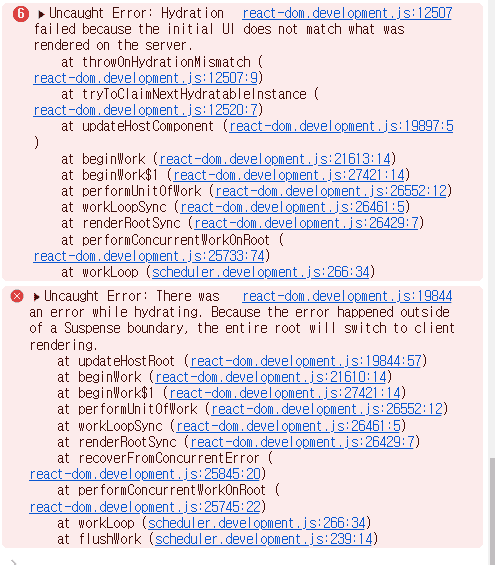 6 ▶Uncaught Error: Hydration react-dom.development.js:12507
failed because the initial UI does not match what was
rendered on the server.
at throwOnHydrationMismatch (
react-dom.development.js:12507:9)
at tryToClaimNextHydratableInstance (
react-dom.development.js:12520:7)
at updateHostComponent (react-dom.development.js:19897:5
)
at beginWork (react-dom.development.js:21613:14)
at beginWork$1 (react-dom.development.js:27421:14)
at performUnitOfWork (react-dom.development.js:26552:12)
at workLoopSync (react-dom.development.js:26461:5)
at renderRootSync (react-dom.development.js:26429:7)
at performConcurrentWorkOnRoot (
react-dom.development.js:25733:74)
at workLoop (scheduler.development.js:266:34)
▶Uncaught Error: There was react-dom.development.js:19844
an error while hydrating. Because the error happened outside
of a Suspense boundary, the entire root will switch to client
rendering.
at updateHostRoot (react-dom.development.js:19844:57)
at beginWork (react-dom.development.js:21610:14)
at beginWork$1 (react-dom.development.js:27421:14)
at performUnitOfWork (react-dom.development.js:26552:12)
at workLoopSync (react-dom.development.js:26461:5)
at renderRootSync (react-dom.development.js:26429:7)
at recoverFromConcurrentError (
react-dom.development.js:25845:20)
at performConcurrentWorkOnRoot (
react-dom.development.js:25745:22)
at workLoop (scheduler.development.js:266:34)
at flushWork (scheduler.development.js:239:14)